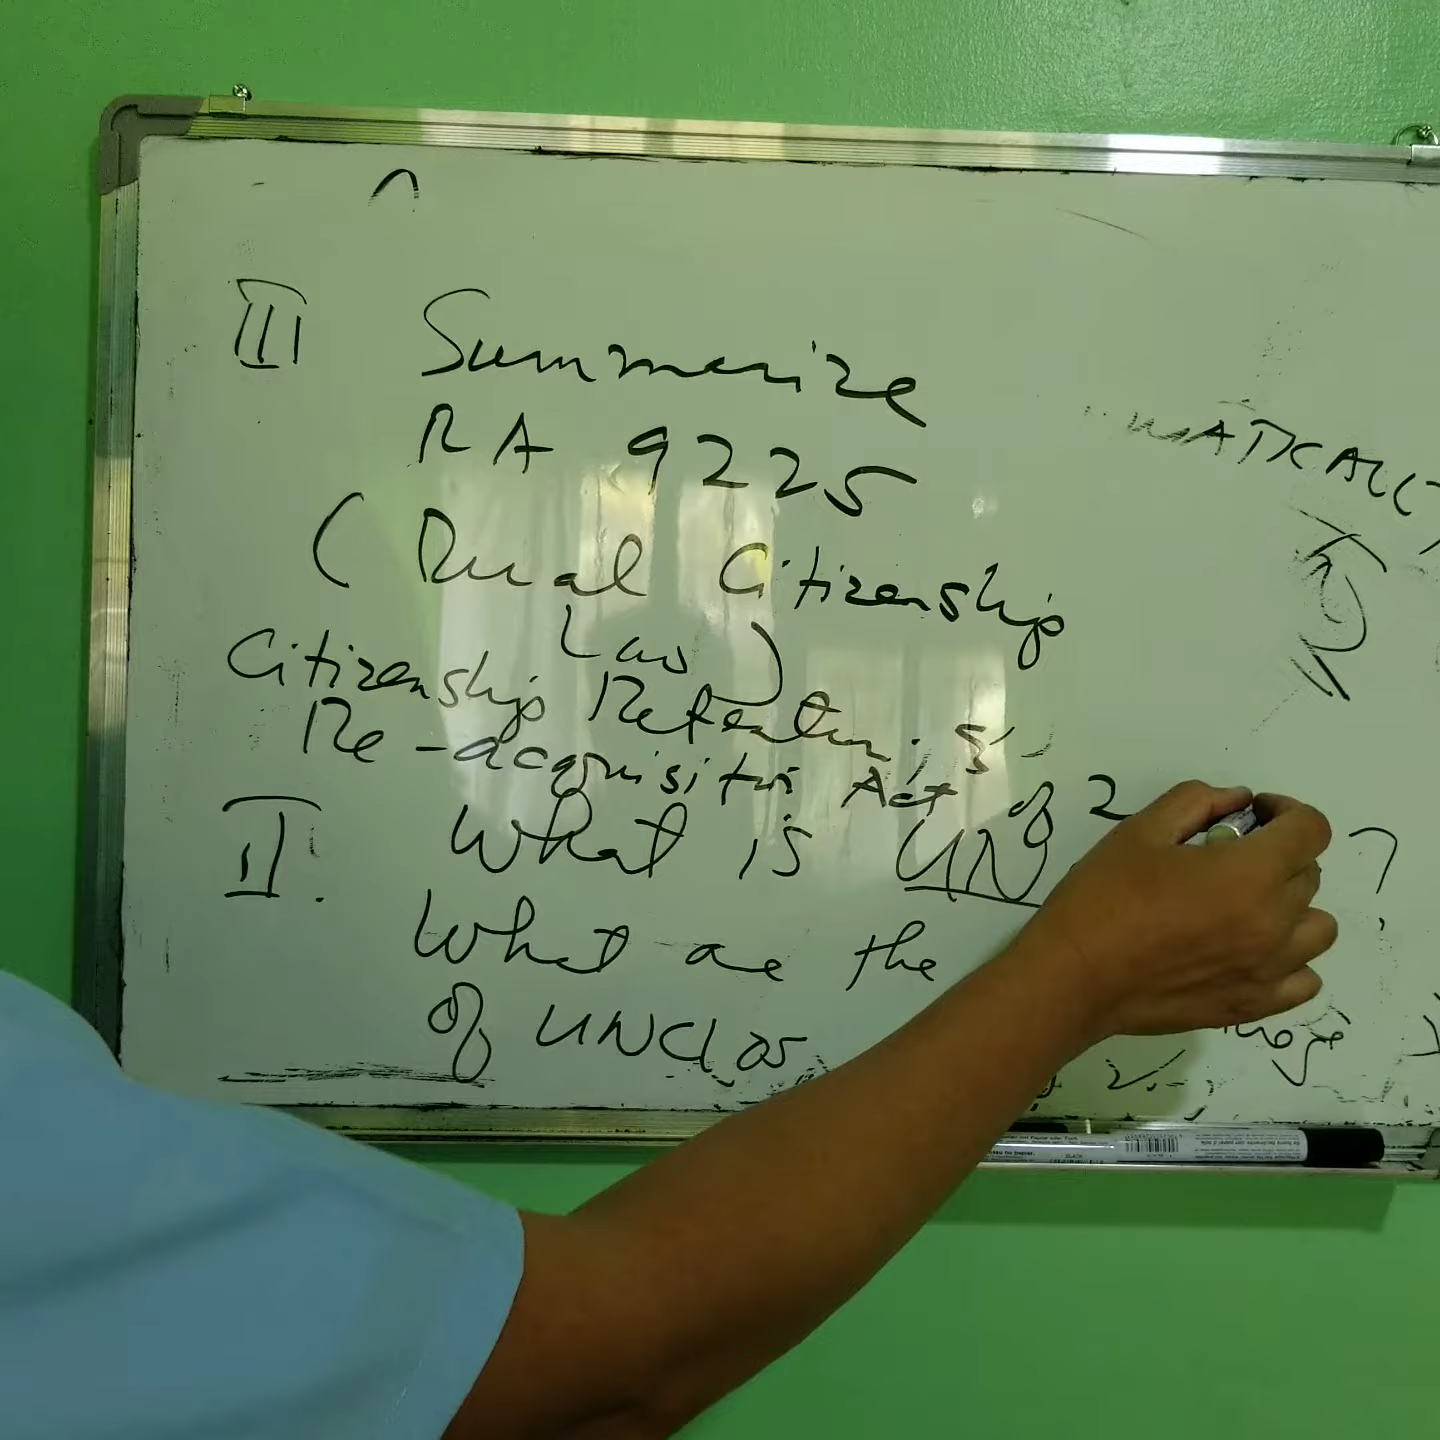 III Summarize
RA 9225
(Dual Citizenship
Law)
Citizenship Retention &
Re-acquisition Act of 2
II. What is UN ?
What are the
of UNCLOS